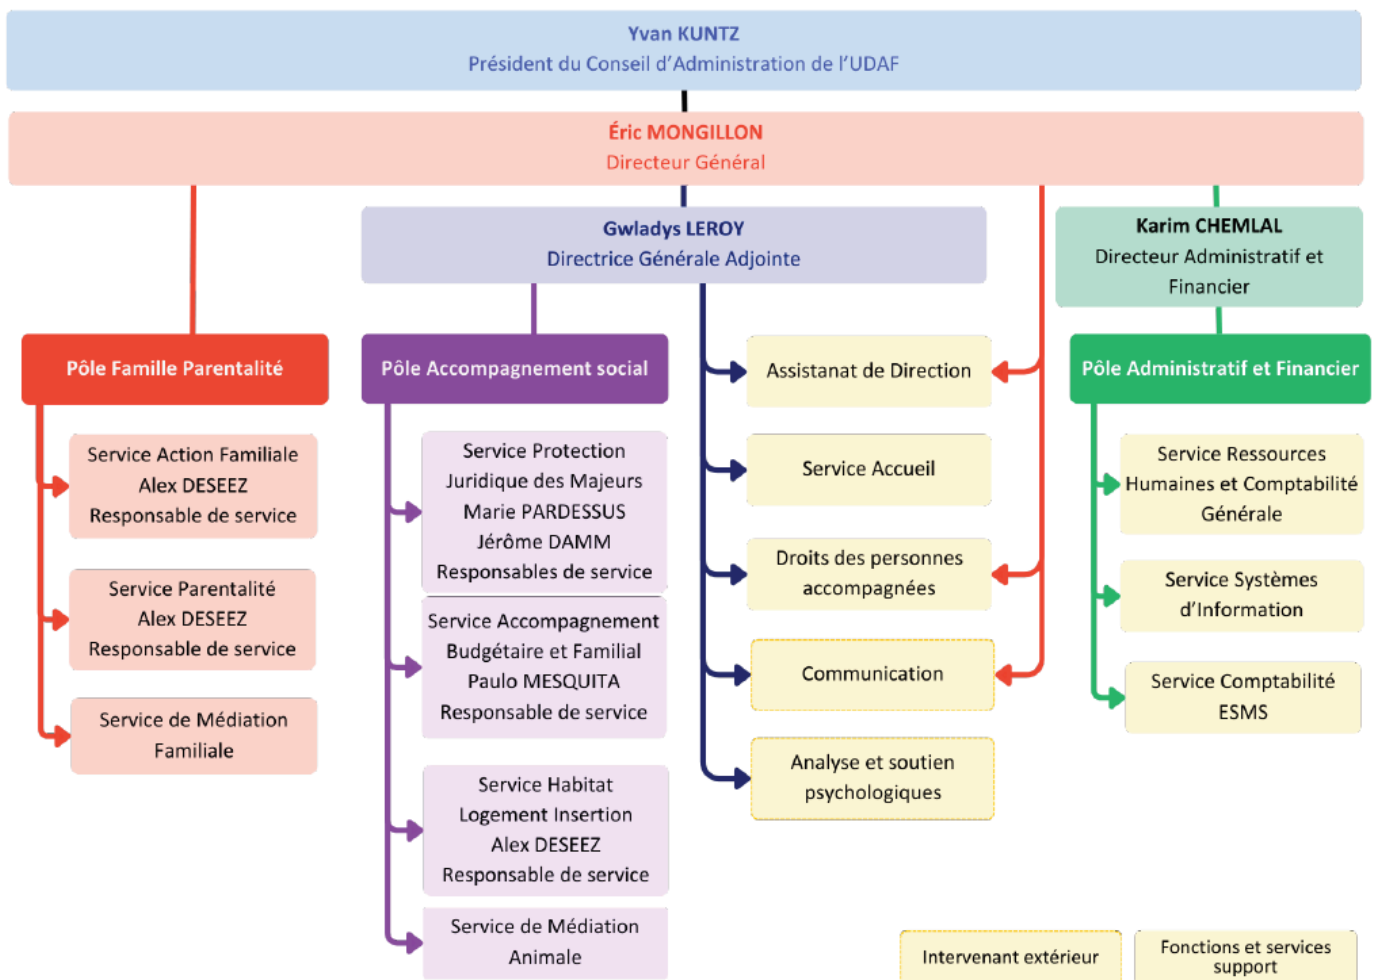 Yvan KUNTZ
Président du Conseil d’Administration de l’UDAF
Éric MONGILLON
Directeur Général
Gwladys LEROY
Directrice Générale Adjointe
Karim CHEMLAL
Directeur Administratif et
Financier
Pôle Famille Parentalité
Service Action Familiale
Alex DESEEZ
Responsable de service
Service Parentalité
Alex DESEEZ
Responsable de service
Service de Médiation
Familiale
Pôle Accompagnement social
Service Protection
Juridique des Majeurs
Marie PARDESSUS
Jérôme DAMM
Responsables de service
Service Accompagnement
Budgétaire et Familial
Paulo MESQUITA
Responsable de service
Service Habitat
Logement Insertion
Alex DESEEZ
Responsable de service
Service de Médiation
Animale
Assistanat de Direction
Service Accueil
Droits des personnes
accompagnées
Communication
Analyse et soutien
psychologiques
Pôle Administratif et Financier
Service Ressources
Humaines et Comptabilité
Générale
Service Systèmes
d’Information
Service Comptabilité
ESMS
Intervenant extérieur
Fonctions et services
support